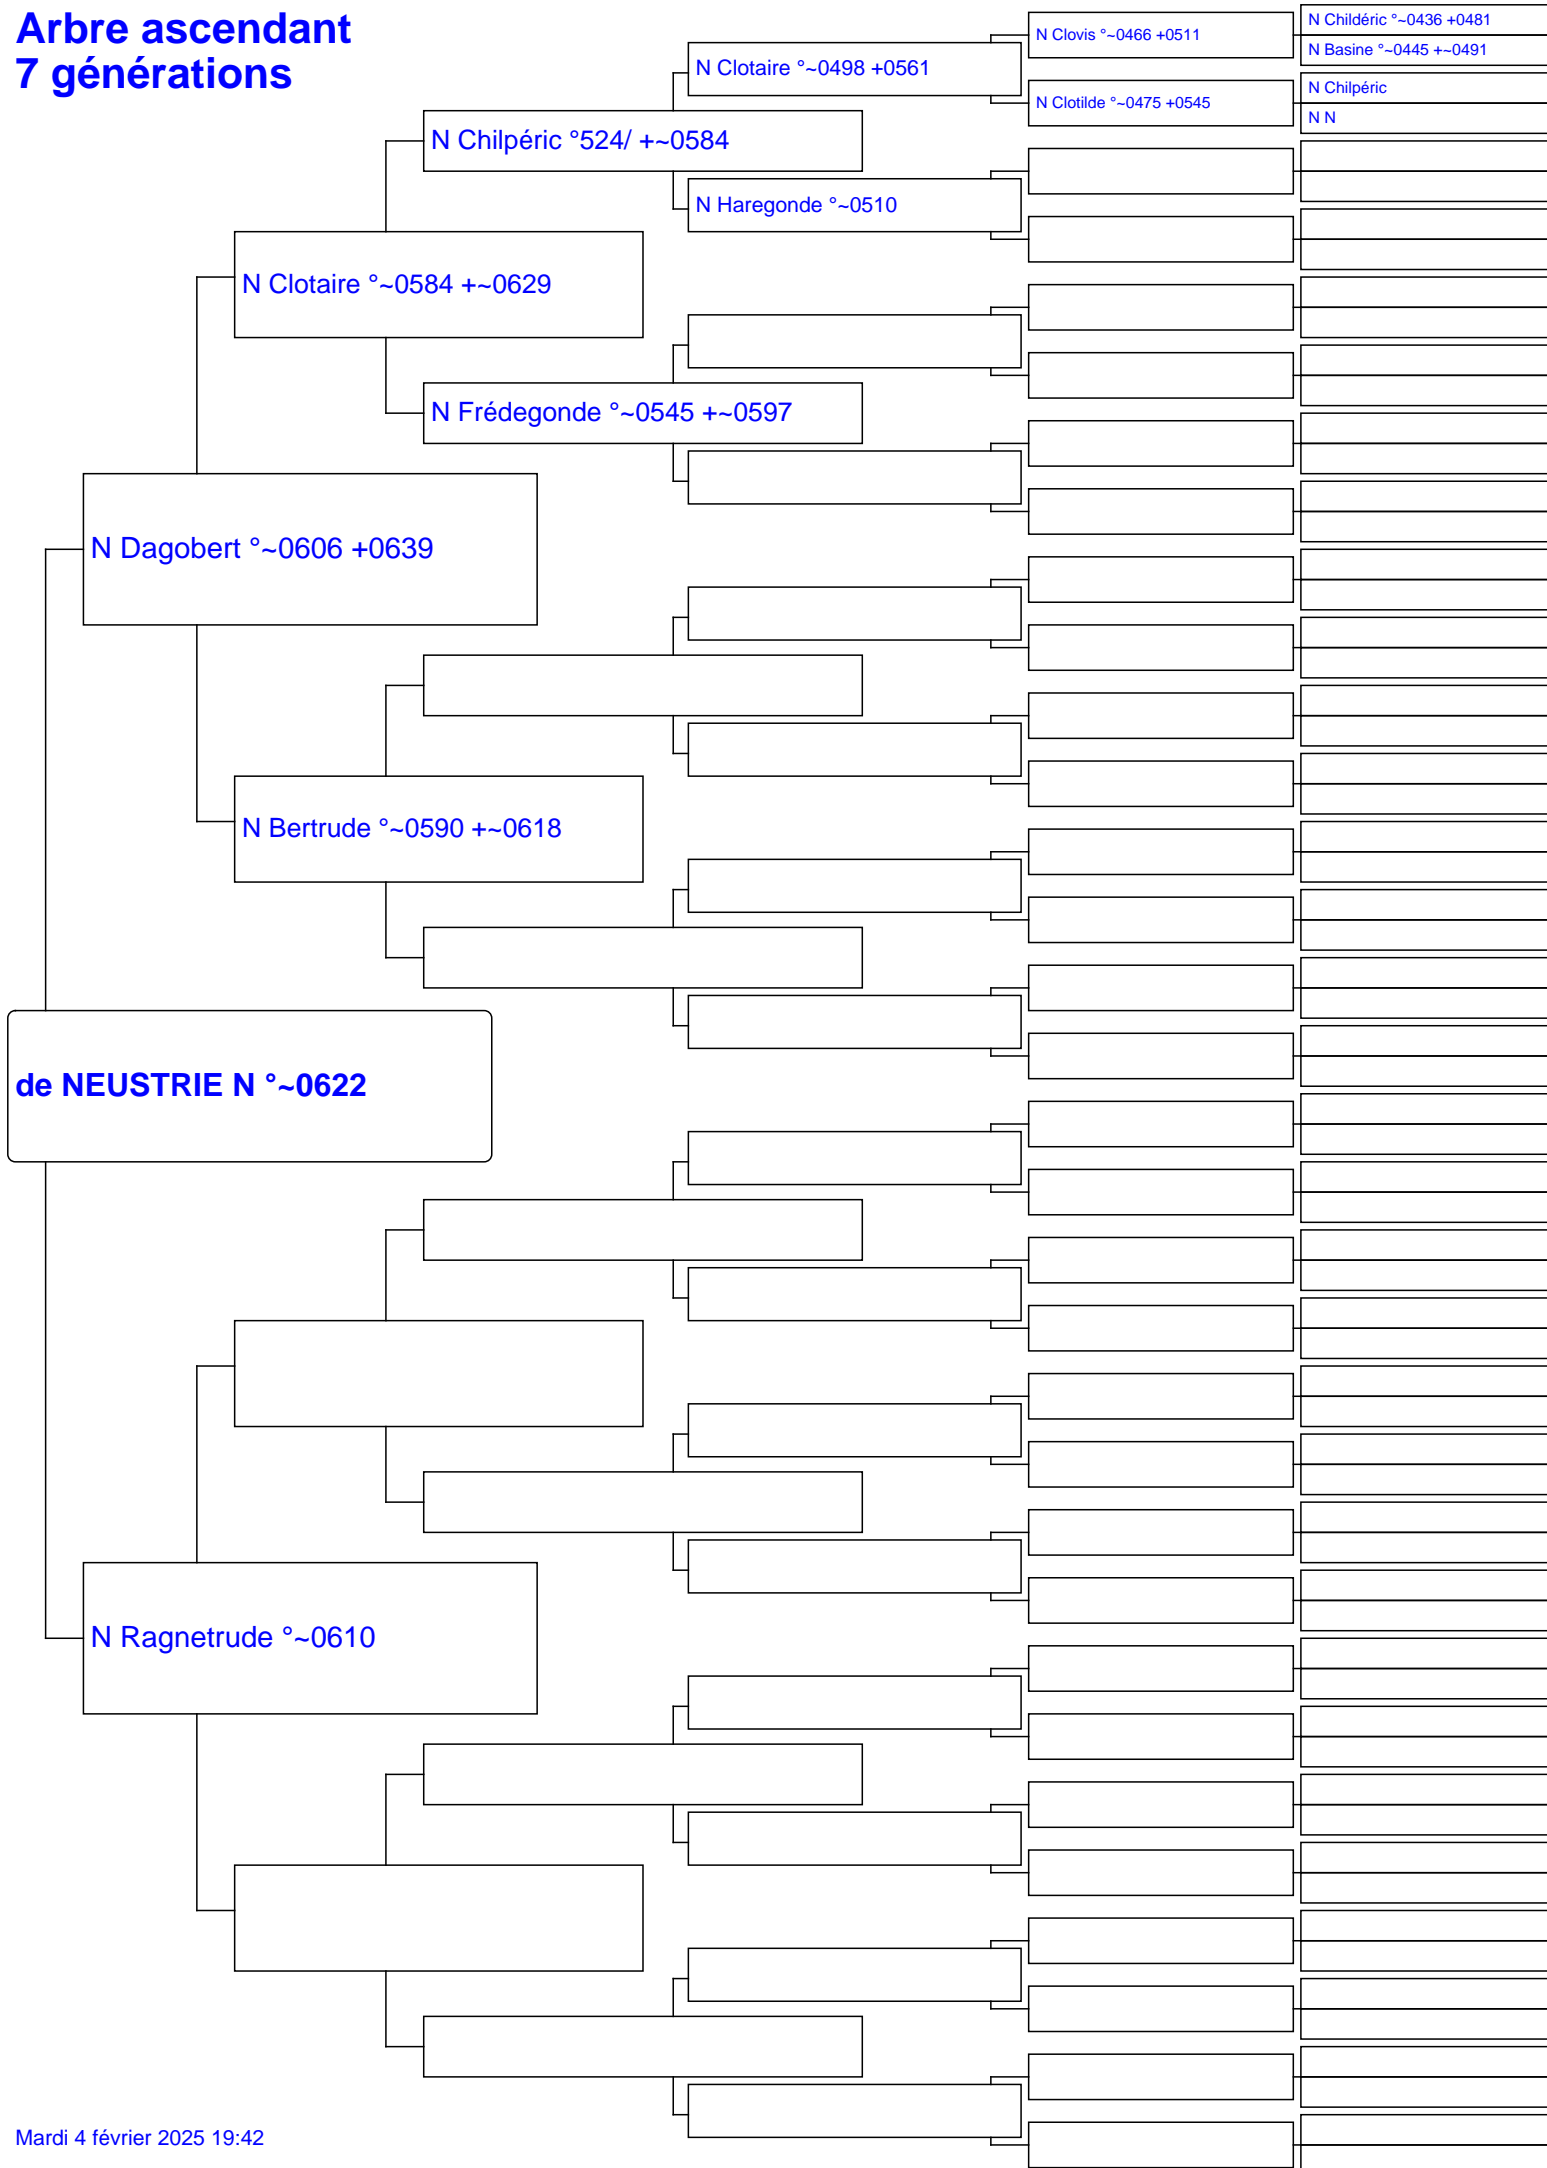 Arbre ascendant
7 générations
N Childéric °~0436 +0481
N Clovis °~0466 +0511
N Basine °~0445 +~0491
N Clotaire °~0498 +0561
N Chilpéric
N Clotilde °~0475 +0545
N N
N Chilpéric °524/ +~0584
N Haregonde °~0510
N Clotaire °~0584 +~0629
N Frédegonde °~0545 +~0597
N Dagobert °~0606 +0639
N Bertrude °~0590 +~0618
de NEUSTRIE N °~0622
N Ragnetrude °~0610
Mardi 4 février 2025 19:42